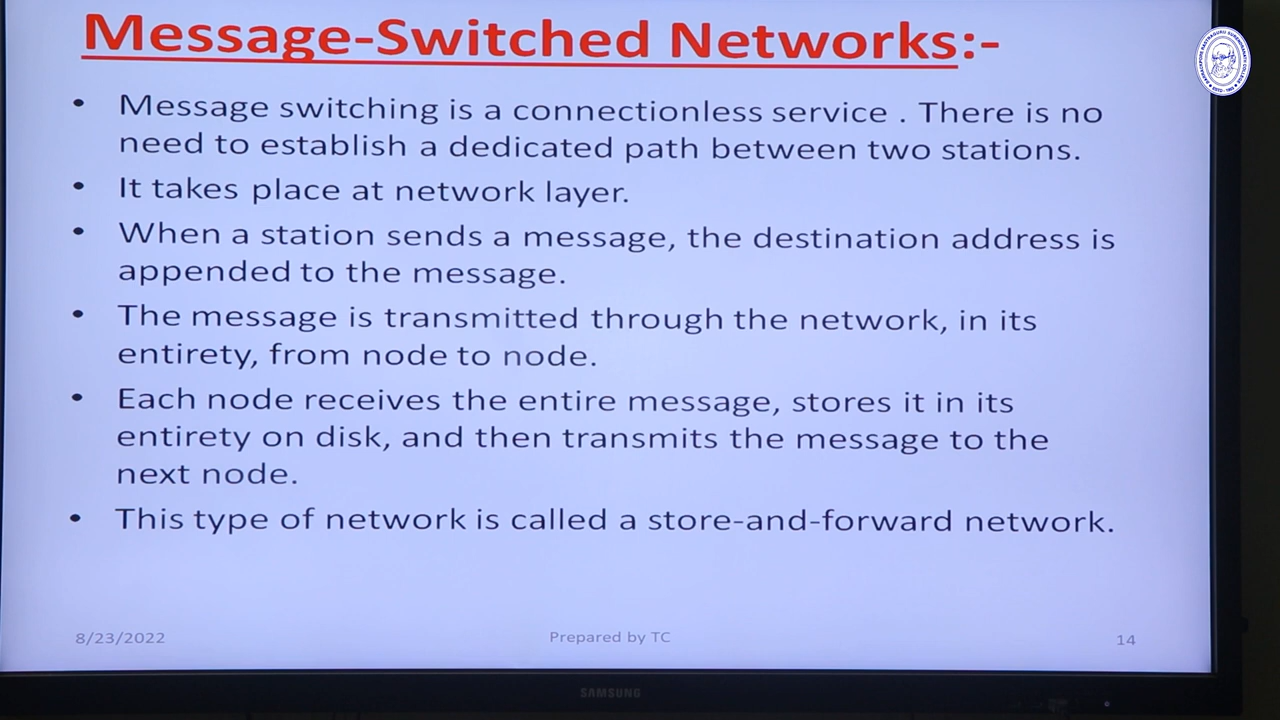 Message-Switched Networks:-
• Message switching is a connectionless service . There is no
need to establish a dedicated path between two stations.
• It takes place at network layer.
• When a station sends a message, the destination address is
appended to the message.
• The message is transmitted through the network, in its
entirety, from node to node.
• Each node receives the entire message, stores it in its
entirety on disk, and then transmits the message to the
next node.
• This type of network is called a store-and-forward network.
8/23/2022 Prepared by TC 14
SAMSUNG